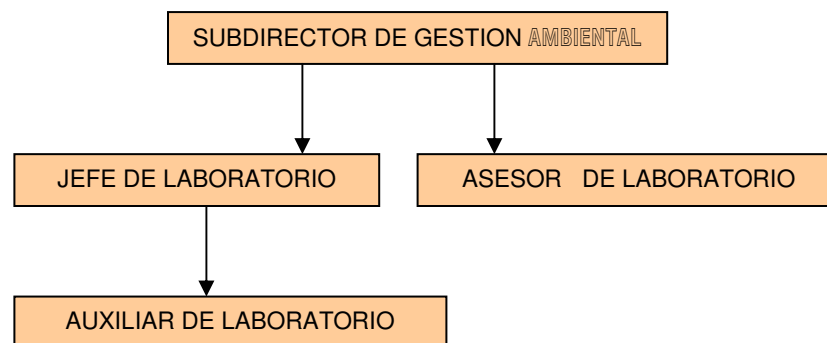 SUBDIRECTOR DE GESTION AMBIENTAL
JEFE DE LABORATORIO
ASESOR DE LABORATORIO
AUXILIAR DE LABORATORIO